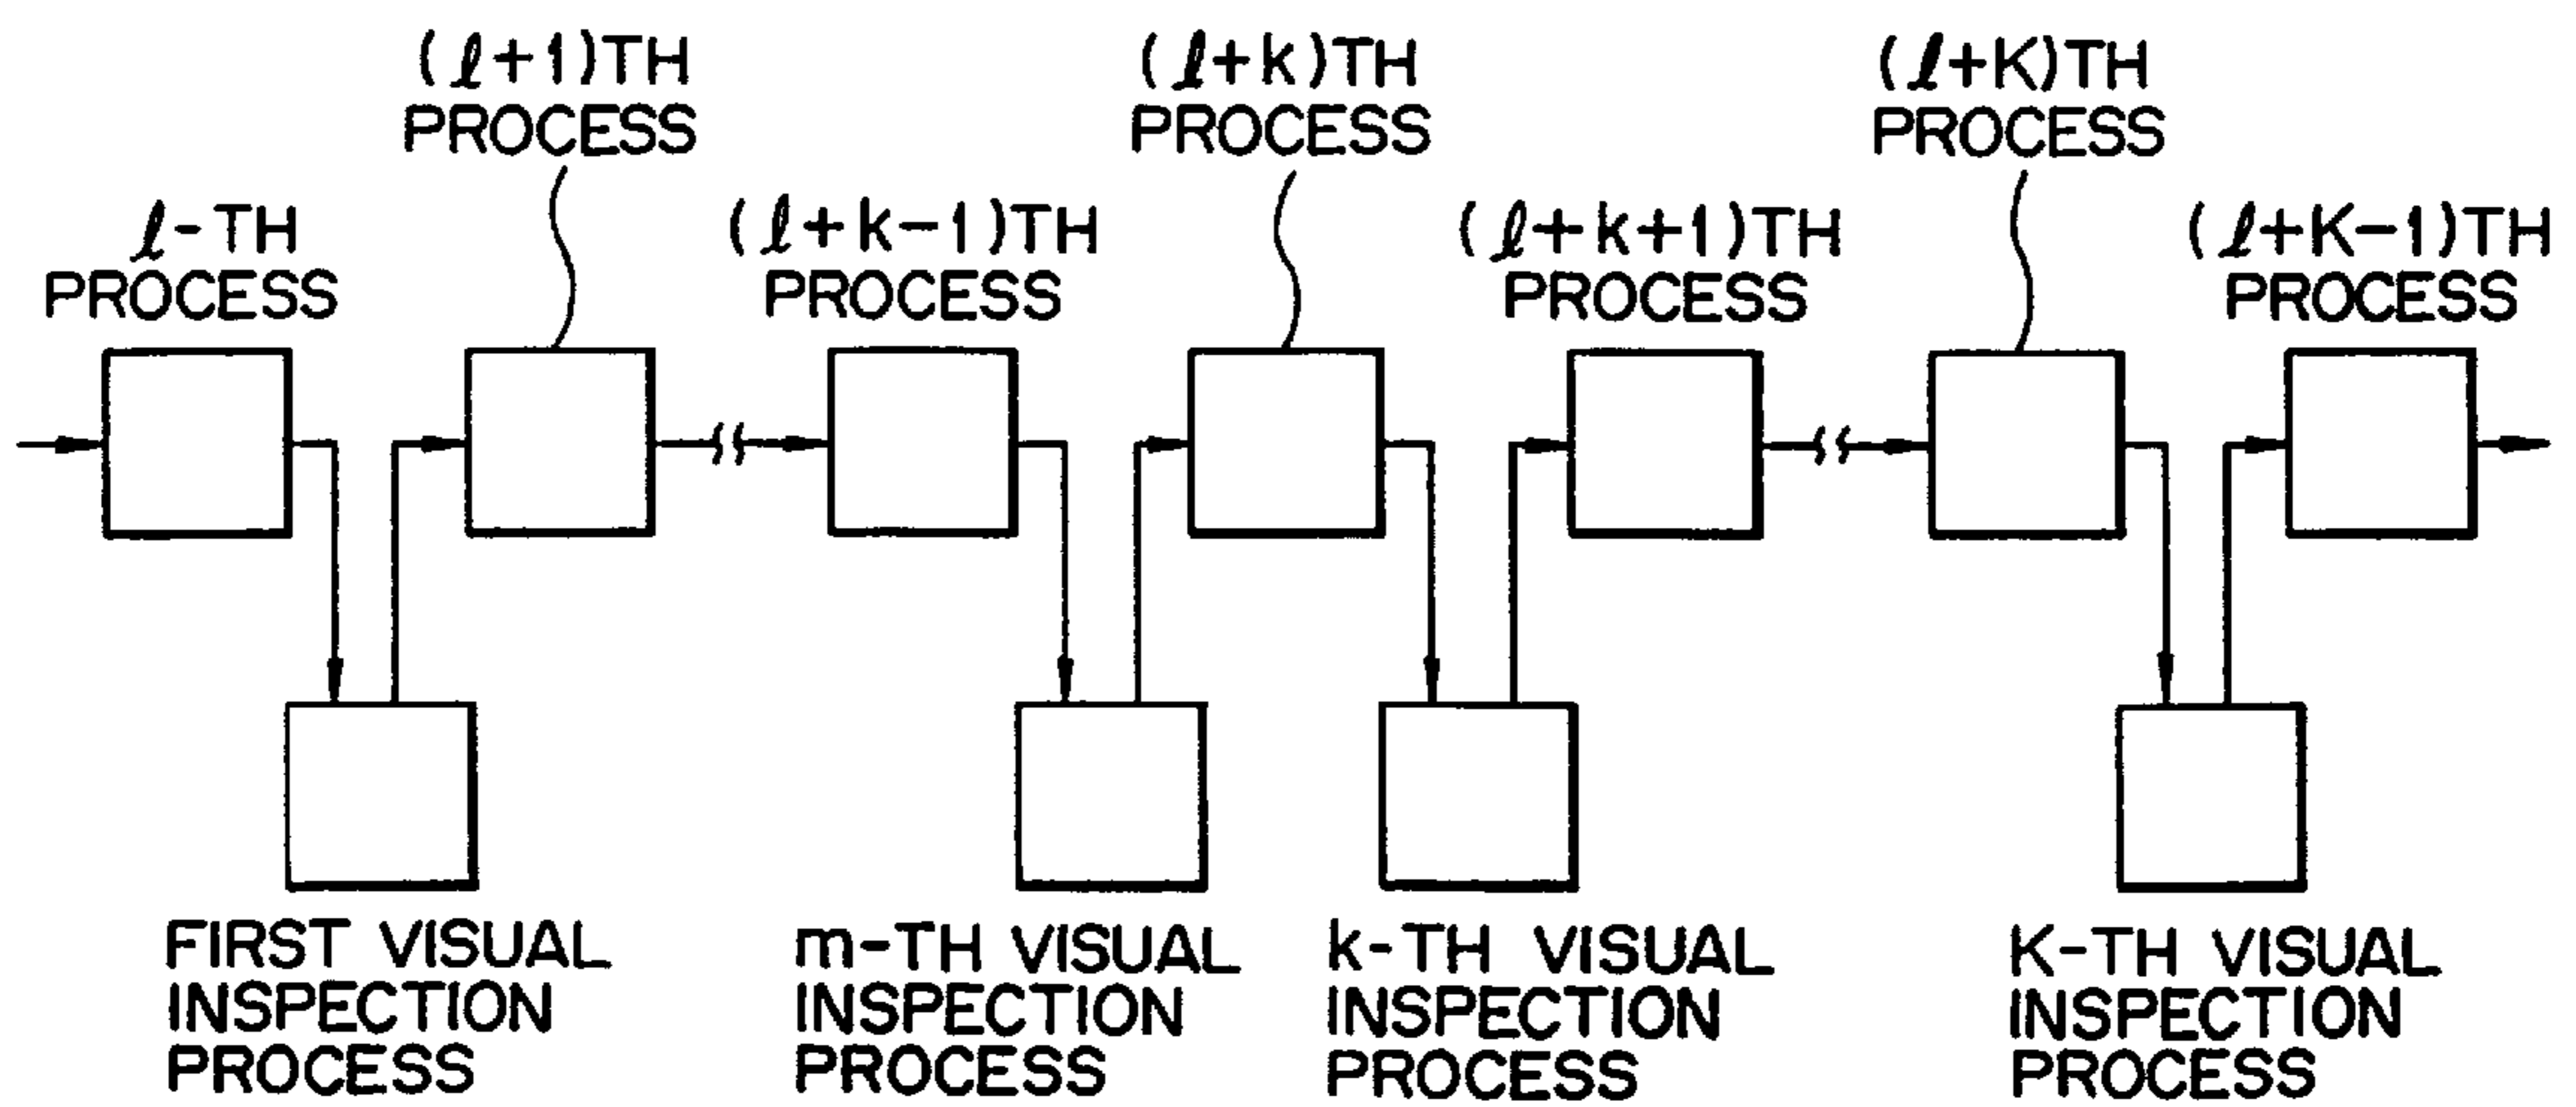 ℓ-TH
PROCESS
(ℓ+1)TH
PROCESS
(ℓ+k-1)TH
PROCESS
(ℓ+k)TH
PROCESS
(ℓ+k+1)TH
PROCESS
(ℓ+K)TH
PROCESS
(ℓ+K-1)TH
PROCESS
FIRST VISUAL
INSPECTION
PROCESS
m-TH VISUAL
INSPECTION
PROCESS
k-TH VISUAL
INSPECTION
PROCESS
K-TH VISUAL
INSPECTION
PROCESS